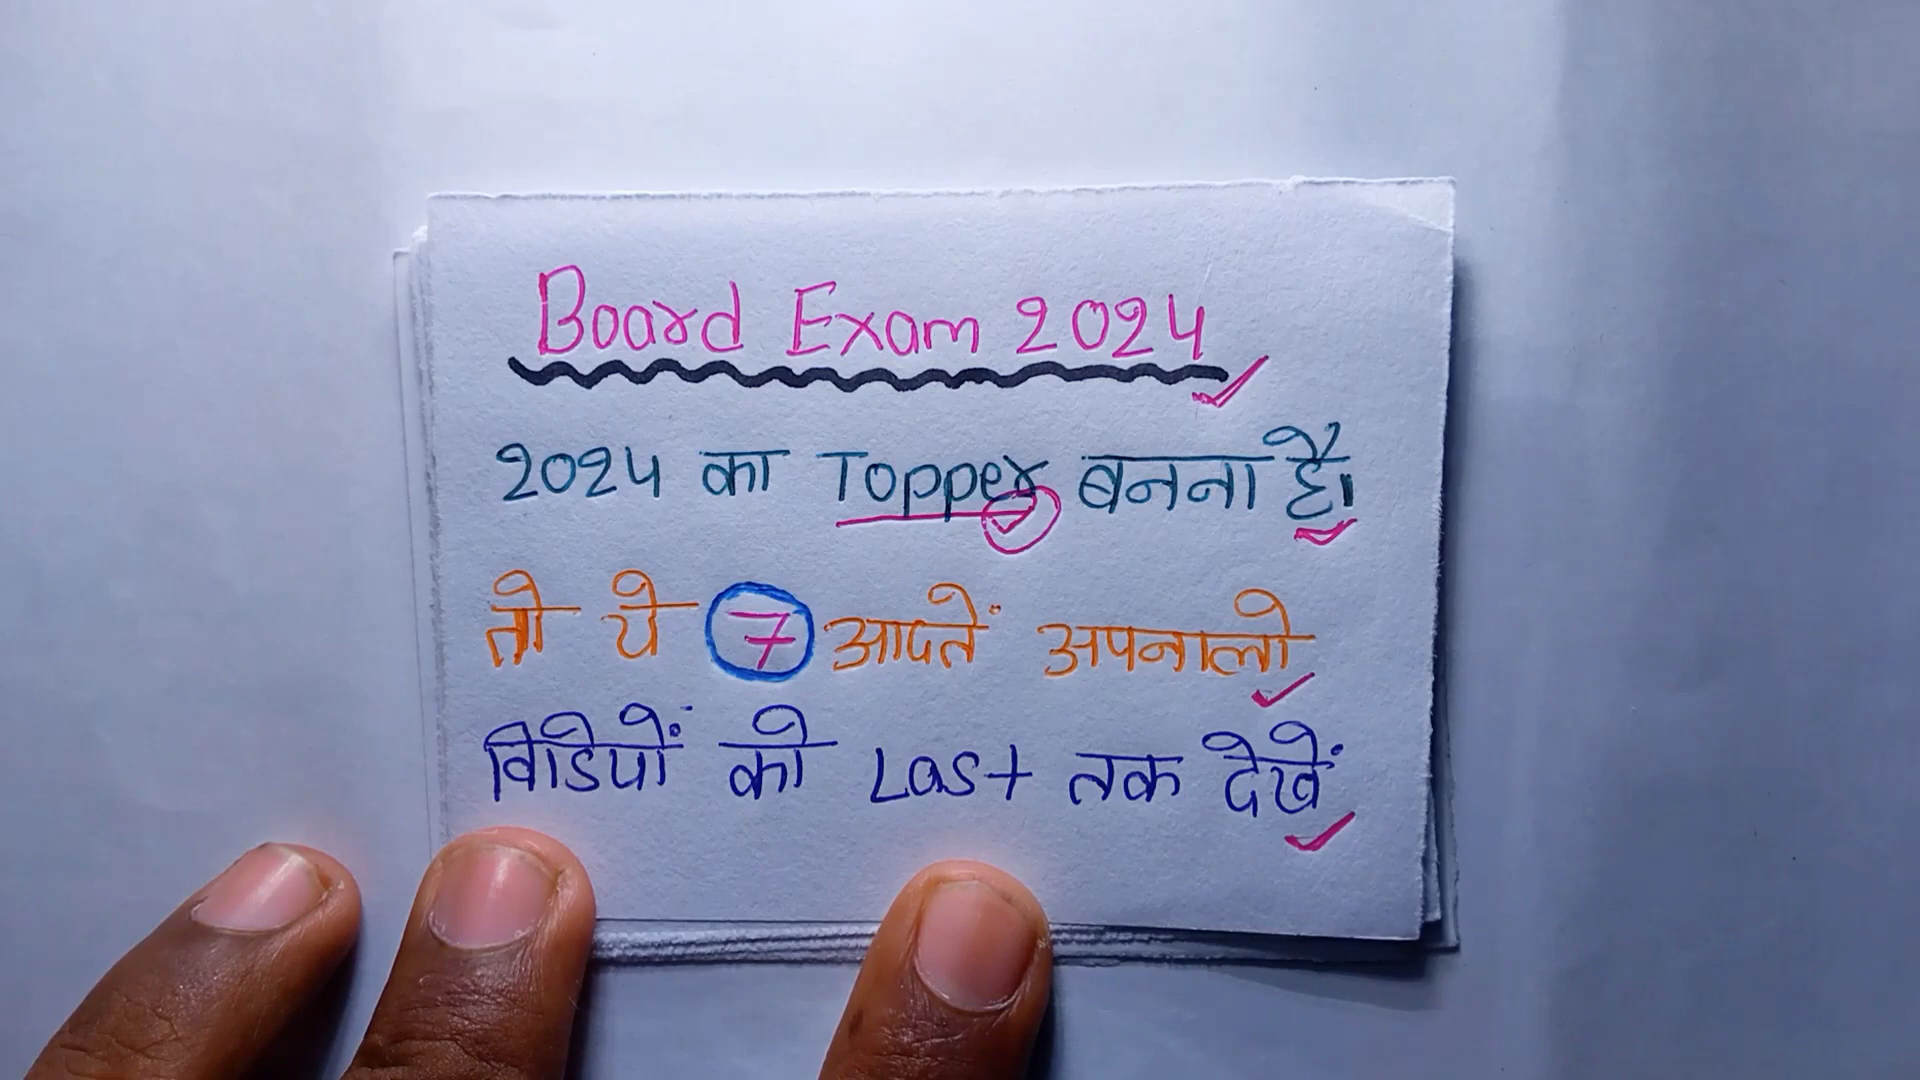 Board Exam 2024
2024 का Topper बनना है।
तो ये 7 आदतें अपनालो
विडियों को Last तक देखें